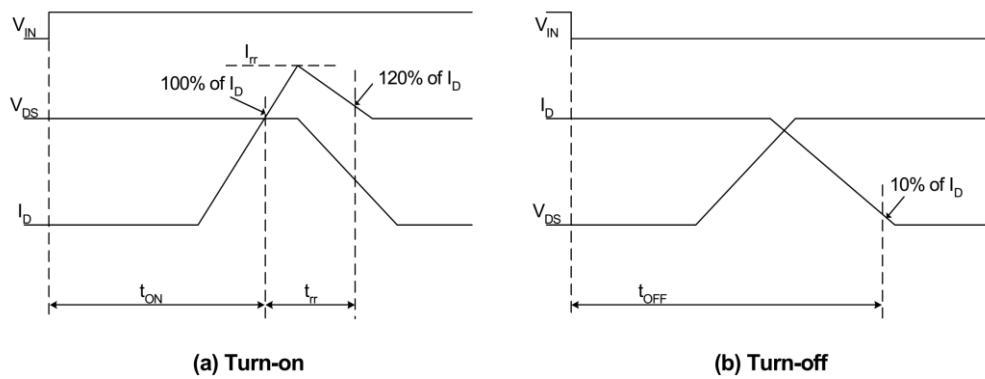 V_IN
I_rr
100% of I_D
120% of I_D
V_DS
I_D
t_ON
t_rr
(a) Turn-on
V_IN
I_D
10% of I_D
V_DS
t_OFF
(b) Turn-off